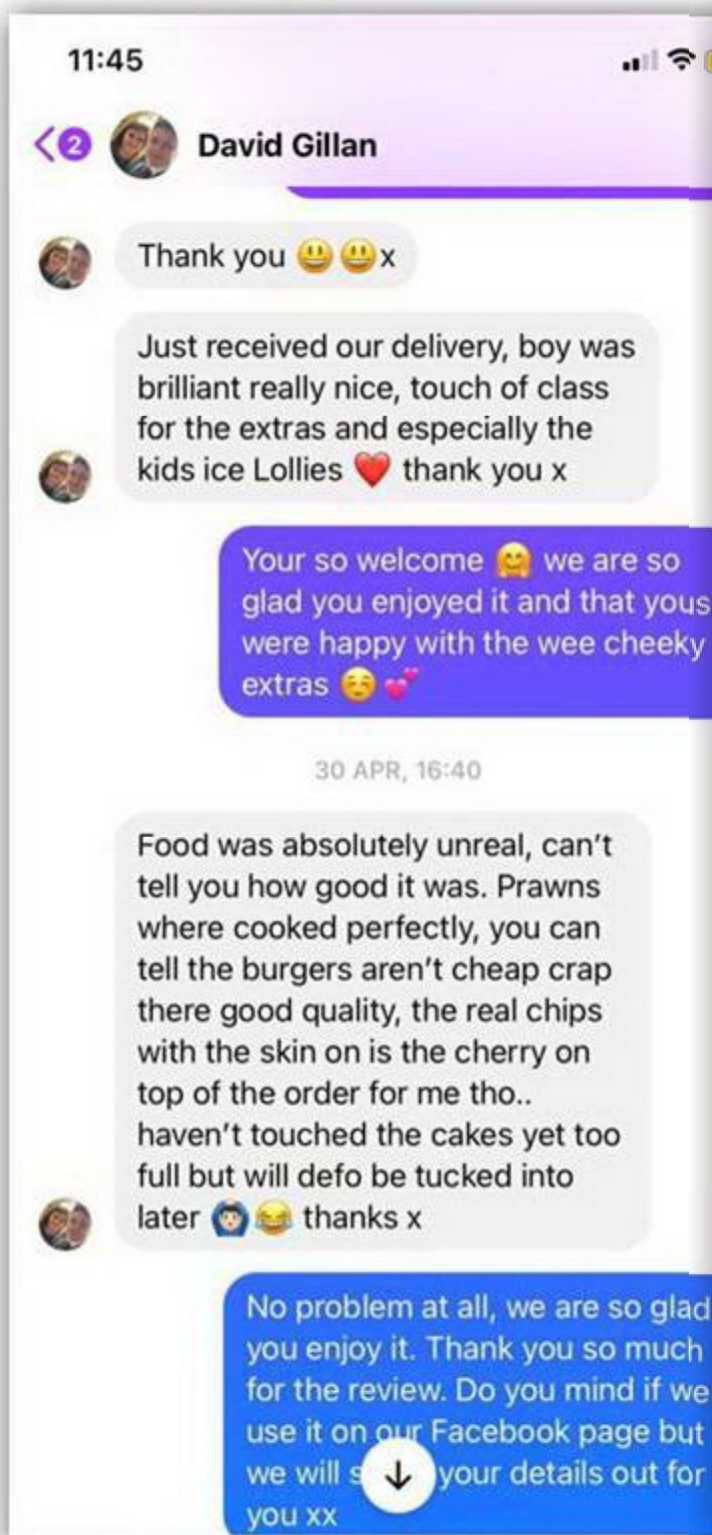 11:45
2
David Gillan
Thank you 😃😃x
Just received our delivery, boy was
brilliant really nice, touch of class
for the extras and especially the
kids ice Lollies ❤️ thank you x
Your so welcome 🤗 we are so
glad you enjoyed it and that yous
were happy with the wee cheeky
extras ☺️💕
30 APR, 16:40
Food was absolutely unreal, can't
tell you how good it was. Prawns
where cooked perfectly, you can
tell the burgers aren't cheap crap
there good quality, the real chips
with the skin on is the cherry on
top of the order for me tho..
haven't touched the cakes yet too
full but will defo be tucked into
later 🙆🏻‍♂️😂 thanks x
No problem at all, we are so glad
you enjoy it. Thank you so much
for the review. Do you mind if we
use it on our Facebook page but
we will your details out for
you xx